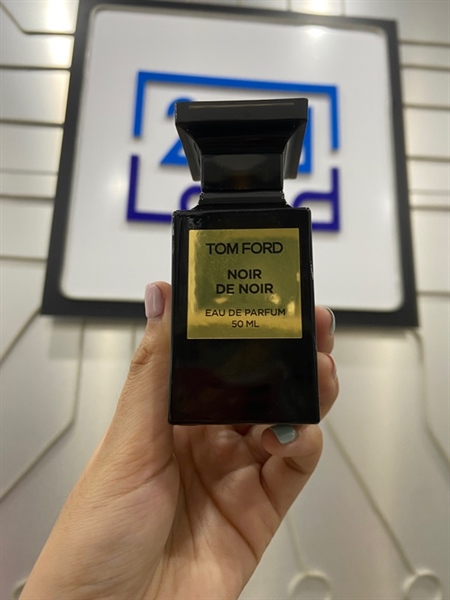 TOM FORD
NOIR
DE NOIR
EAU DE PARFUM
50 ML